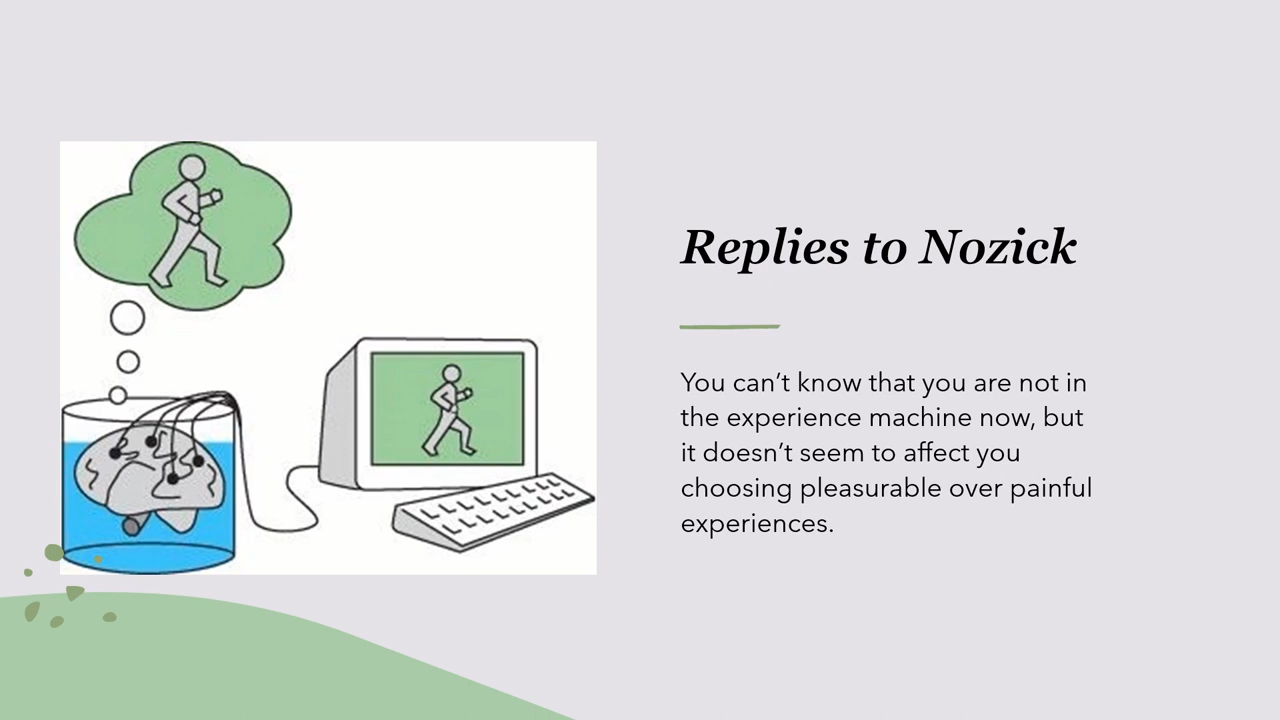 Replies to Nozick
You can’t know that you are not in
the experience machine now, but
it doesn’t seem to affect you
choosing pleasurable over painful
experiences.